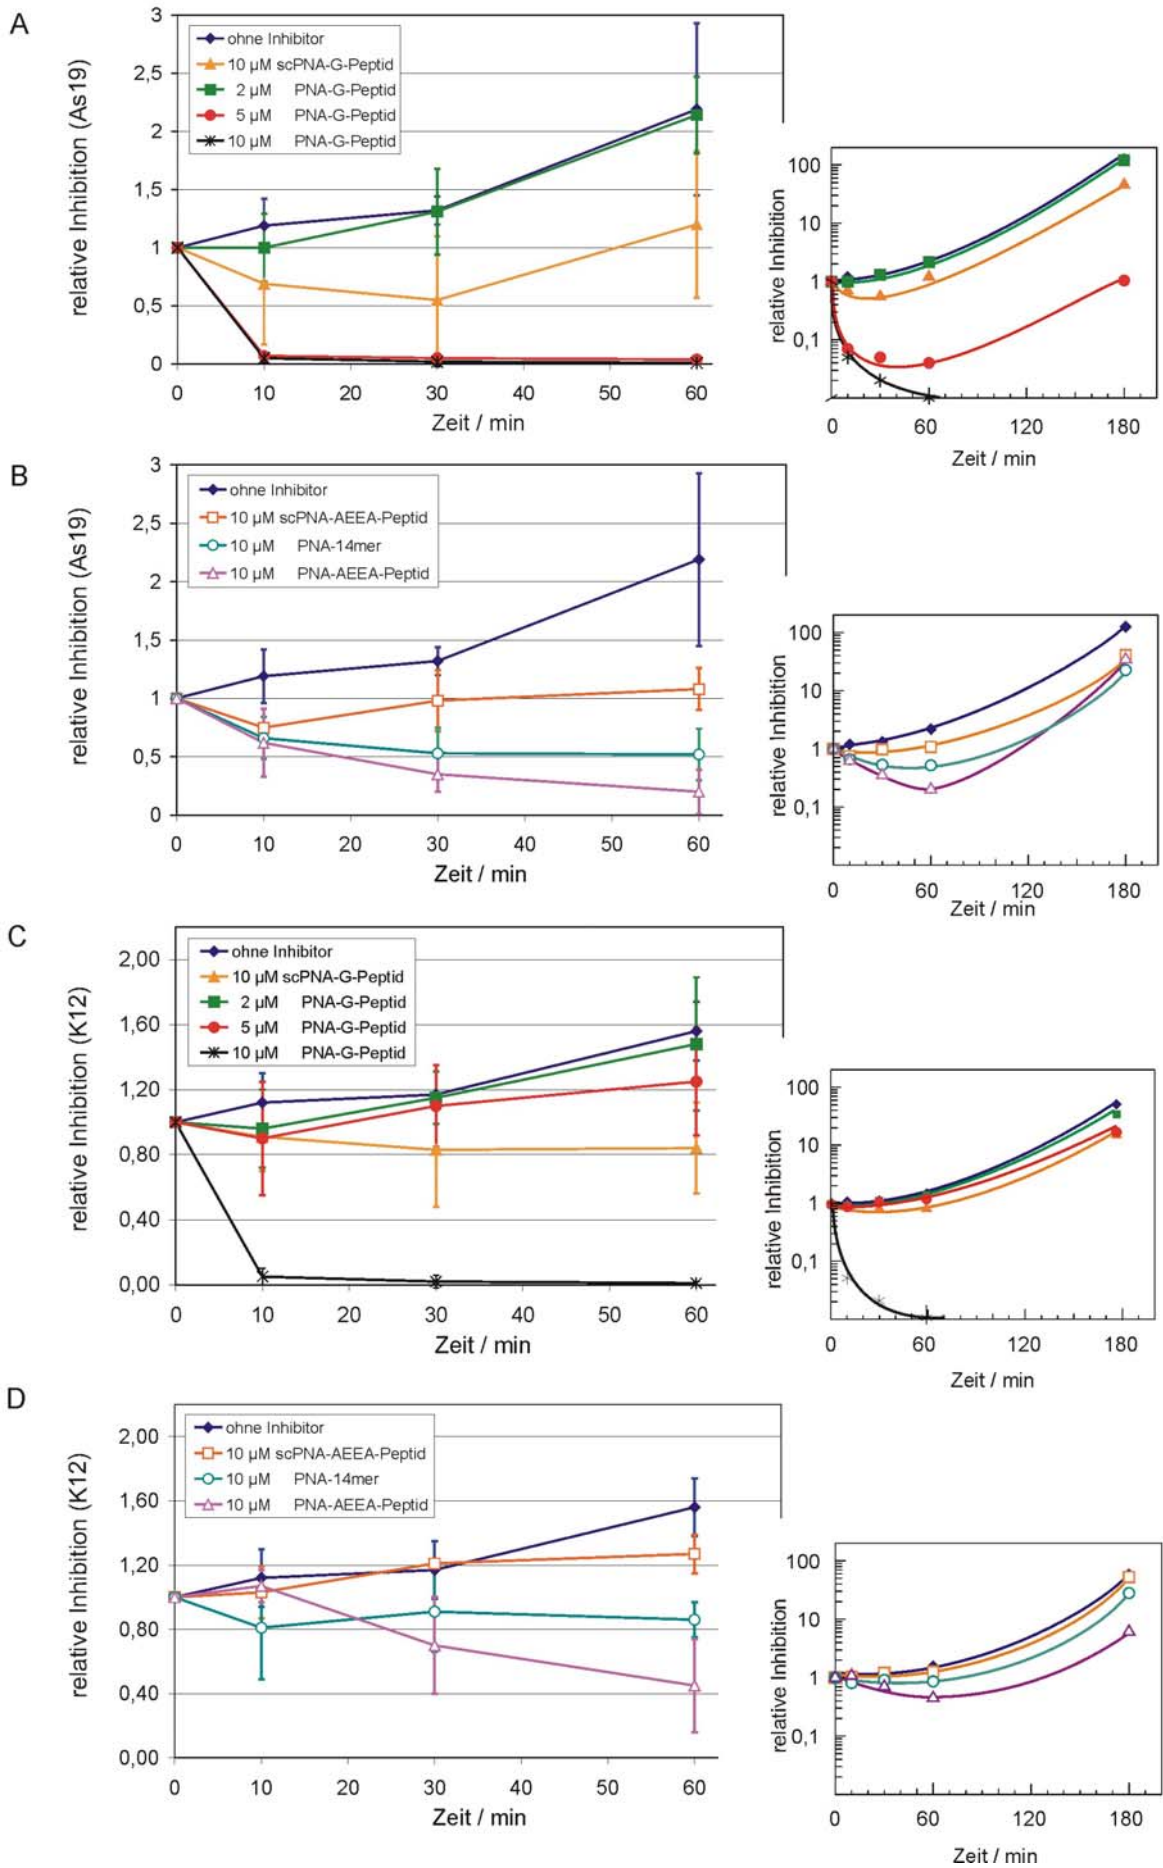 A
relative Inhibition (As19)
3
2,5
2
1,5
1
0,5
0
ohne Inhibitor
10 µM scPNA-G-Peptid
2 µM PNA-G-Peptid
5 µM PNA-G-Peptid
10 µM PNA-G-Peptid
0 10 20 30 40 50 60
Zeit / min
relative Inhibition
100
10
1
0,1
0 60 120 180
Zeit / min
B
relative Inhibition (As19)
3
2,5
2
1,5
1
0,5
0
ohne Inhibitor
10 µM scPNA-AEEA-Peptid
10 µM PNA-14mer
10 µM PNA-AEEA-Peptid
0 10 20 30 40 50 60
Zeit / min
relative Inhibition
100
10
1
0,1
0 60 120 180
Zeit / min
C
relative Inhibition (K12)
2,00
1,60
1,20
0,80
0,40
0,00
ohne Inhibitor
10 µM scPNA-G-Peptid
2 µM PNA-G-Peptid
5 µM PNA-G-Peptid
10 µM PNA-G-Peptid
0 10 20 30 40 50 60
Zeit / min
relative Inhibition
100
10
1
0,1
0 60 120 180
Zeit / min
D
relative Inhibition (K12)
2,00
1,60
1,20
0,80
0,40
0,00
ohne Inhibitor
10 µM scPNA-AEEA-Peptid
10 µM PNA-14mer
10 µM PNA-AEEA-Peptid
0 10 20 30 40 50 60
Zeit / min
relative Inhibition
100
10
1
0,1
0 60 120 180
Zeit / min